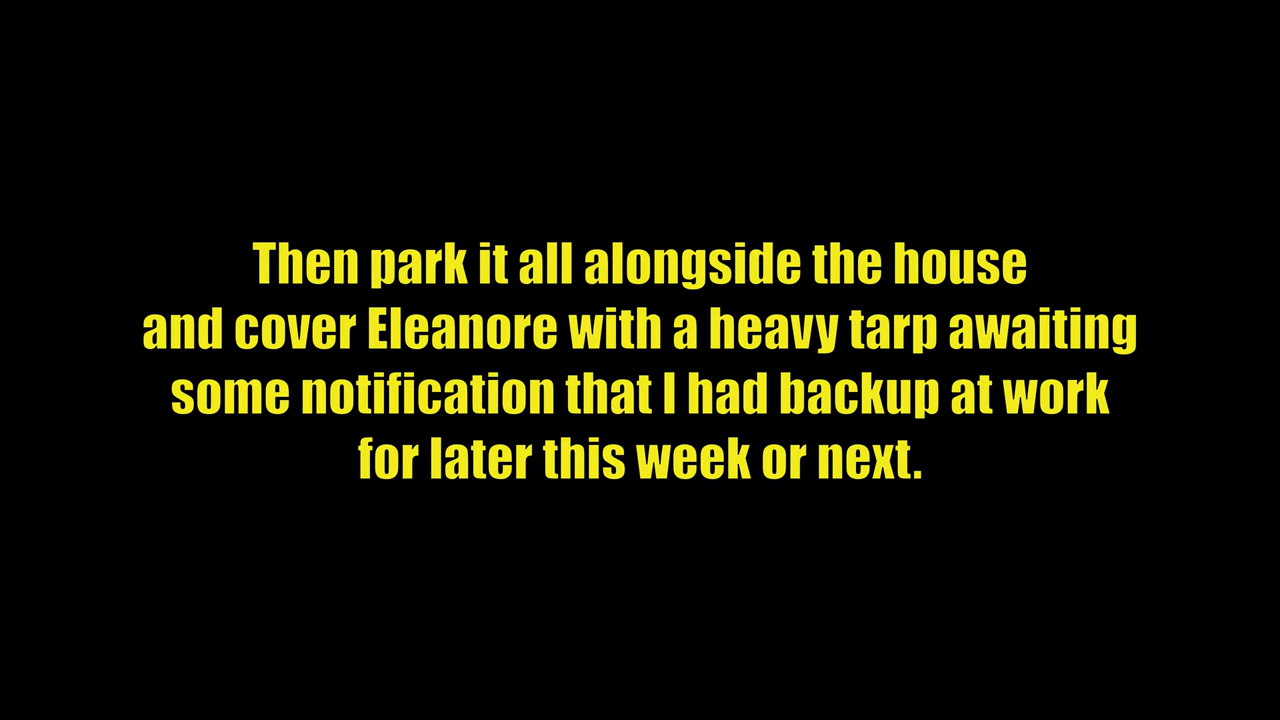 Then park it all alongside the house
and cover Eleanore with a heavy tarp awaiting
some notification that I had backup at work
for later this week or next.